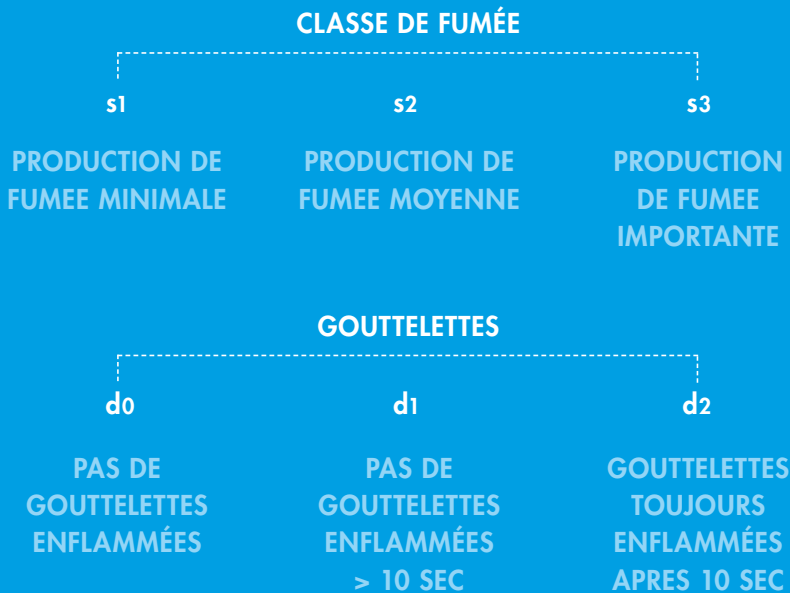 CLASSE DE FUMÉE
s1
s2
s3
PRODUCTION DE
FUMEE MINIMALE
PRODUCTION DE
FUMEE MOYENNE
PRODUCTION
DE FUMEE
IMPORTANTE
GOUTTELETTES
d0
d1
d2
PAS DE
GOUTTELETTES
ENFLAMMÉES
PAS DE
GOUTTELETTES
ENFLAMMÉES
> 10 SEC
GOUTTELETTES
TOUJOURS
ENFLAMMÉES
APRES 10 SEC